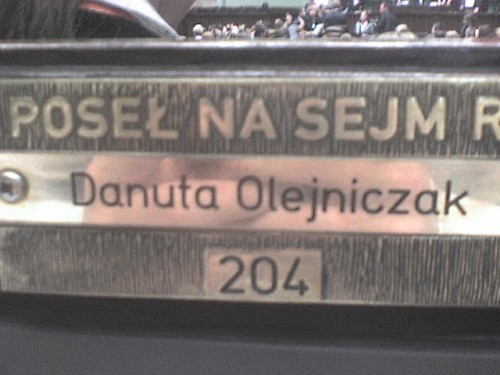 POSEŁ NA SEJM R
Danuta Olejniczak
204